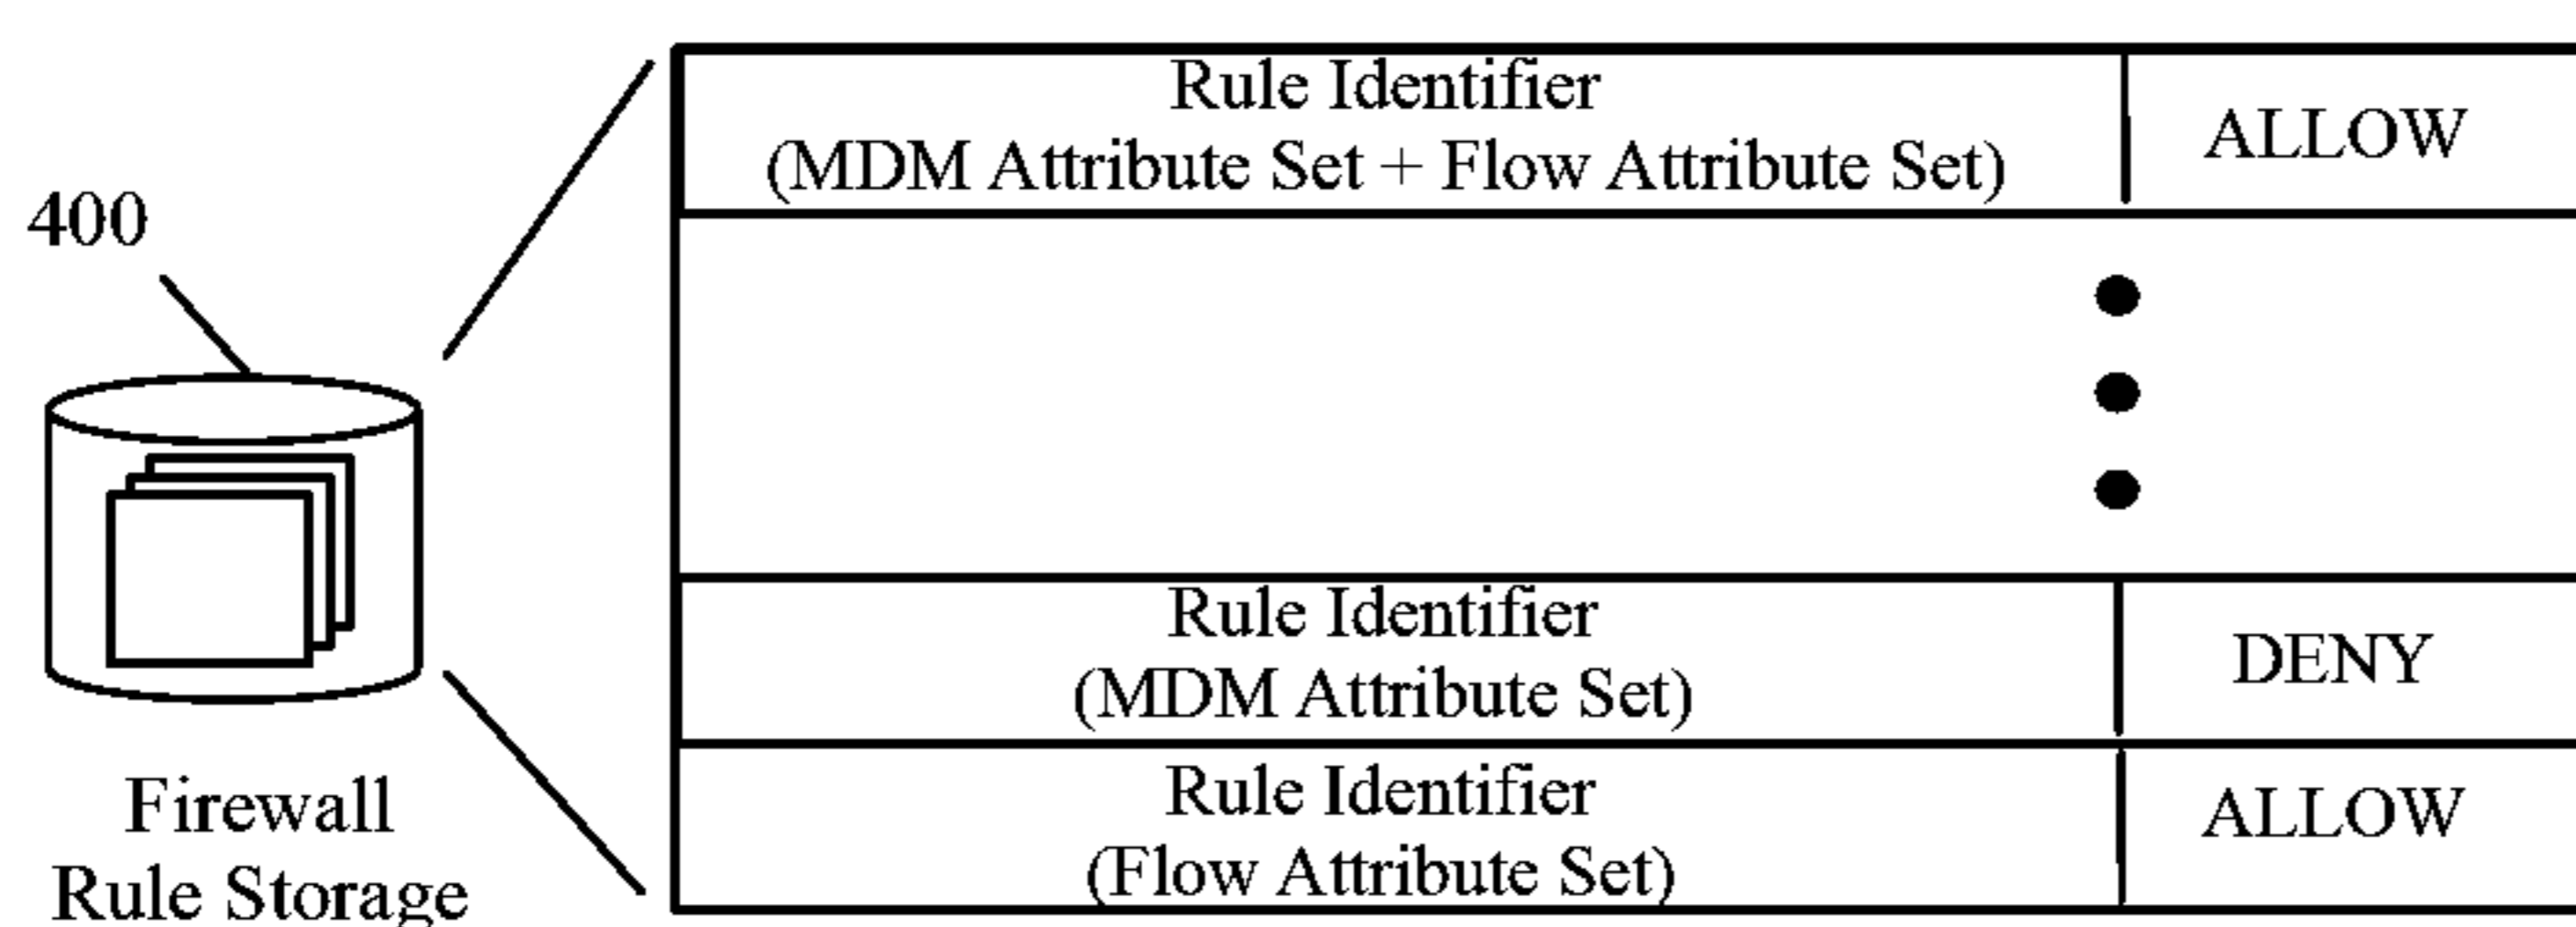 400
Firewall
Rule Storage
Rule Identifier
(MDM Attribute Set + Flow Attribute Set)
ALLOW
Rule Identifier
(MDM Attribute Set)
DENY
Rule Identifier
(Flow Attribute Set)
ALLOW